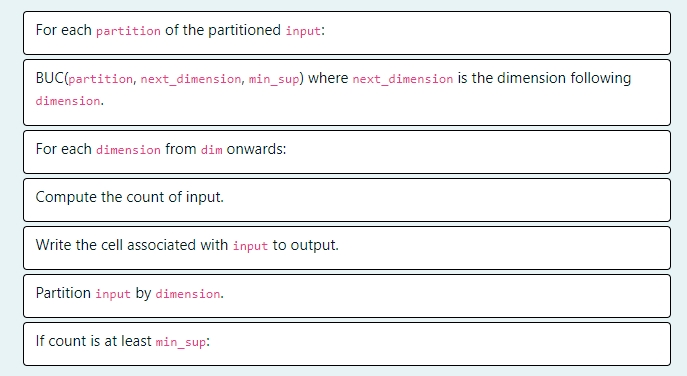 For each partition of the partitioned input:
BUC(partition, next_dimension, min_sup) where next_dimension is the dimension following
dimension.
For each dimension from dim onwards:
Compute the count of input.
Write the cell associated with input to output.
Partition input by dimension.
If count is at least min_sup: